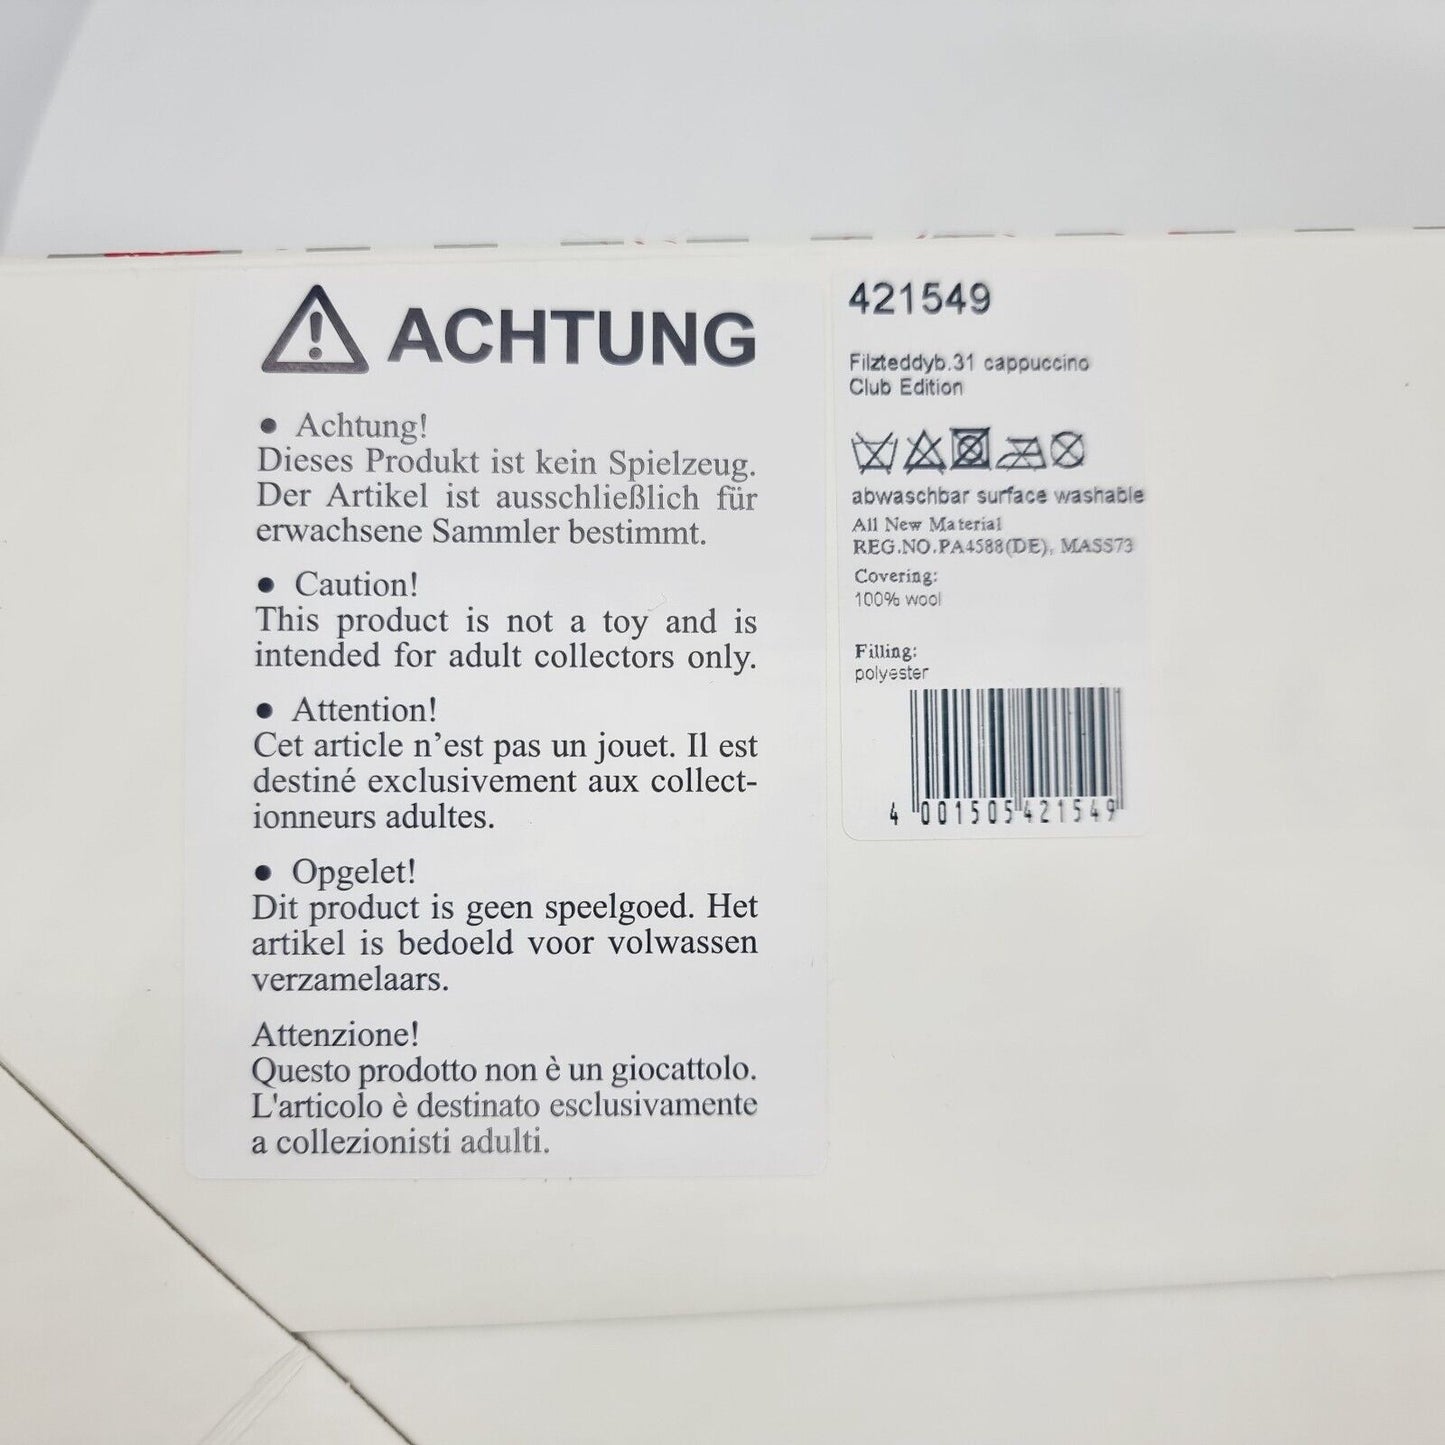 ACHTUNG
● Achtung!
Dieses Produkt ist kein Spielzeug.
Der Artikel ist ausschließlich für
erwachsene Sammler bestimmt.
● Caution!
This product is not a toy and is
intended for adult collectors only.
● Attention!
Cet article n’est pas un jouet. Il est
destiné exclusivement aux collect-
ionneurs adultes.
● Opgelet!
Dit product is geen speelgoed. Het
artikel is bedoeld voor volwassen
verzamelaars.
Attenzione!
Questo prodotto non è un giocattolo.
L'articolo è destinato esclusivamente
a collezionisti adulti.
421549
Filzteddyb.31 cappuccino
Club Edition
abwaschbar surface washable
All New Material
REG.NO.PA4588(DE), MASS73
Covering:
100% wool
Filling:
polyester
4 001505 421549